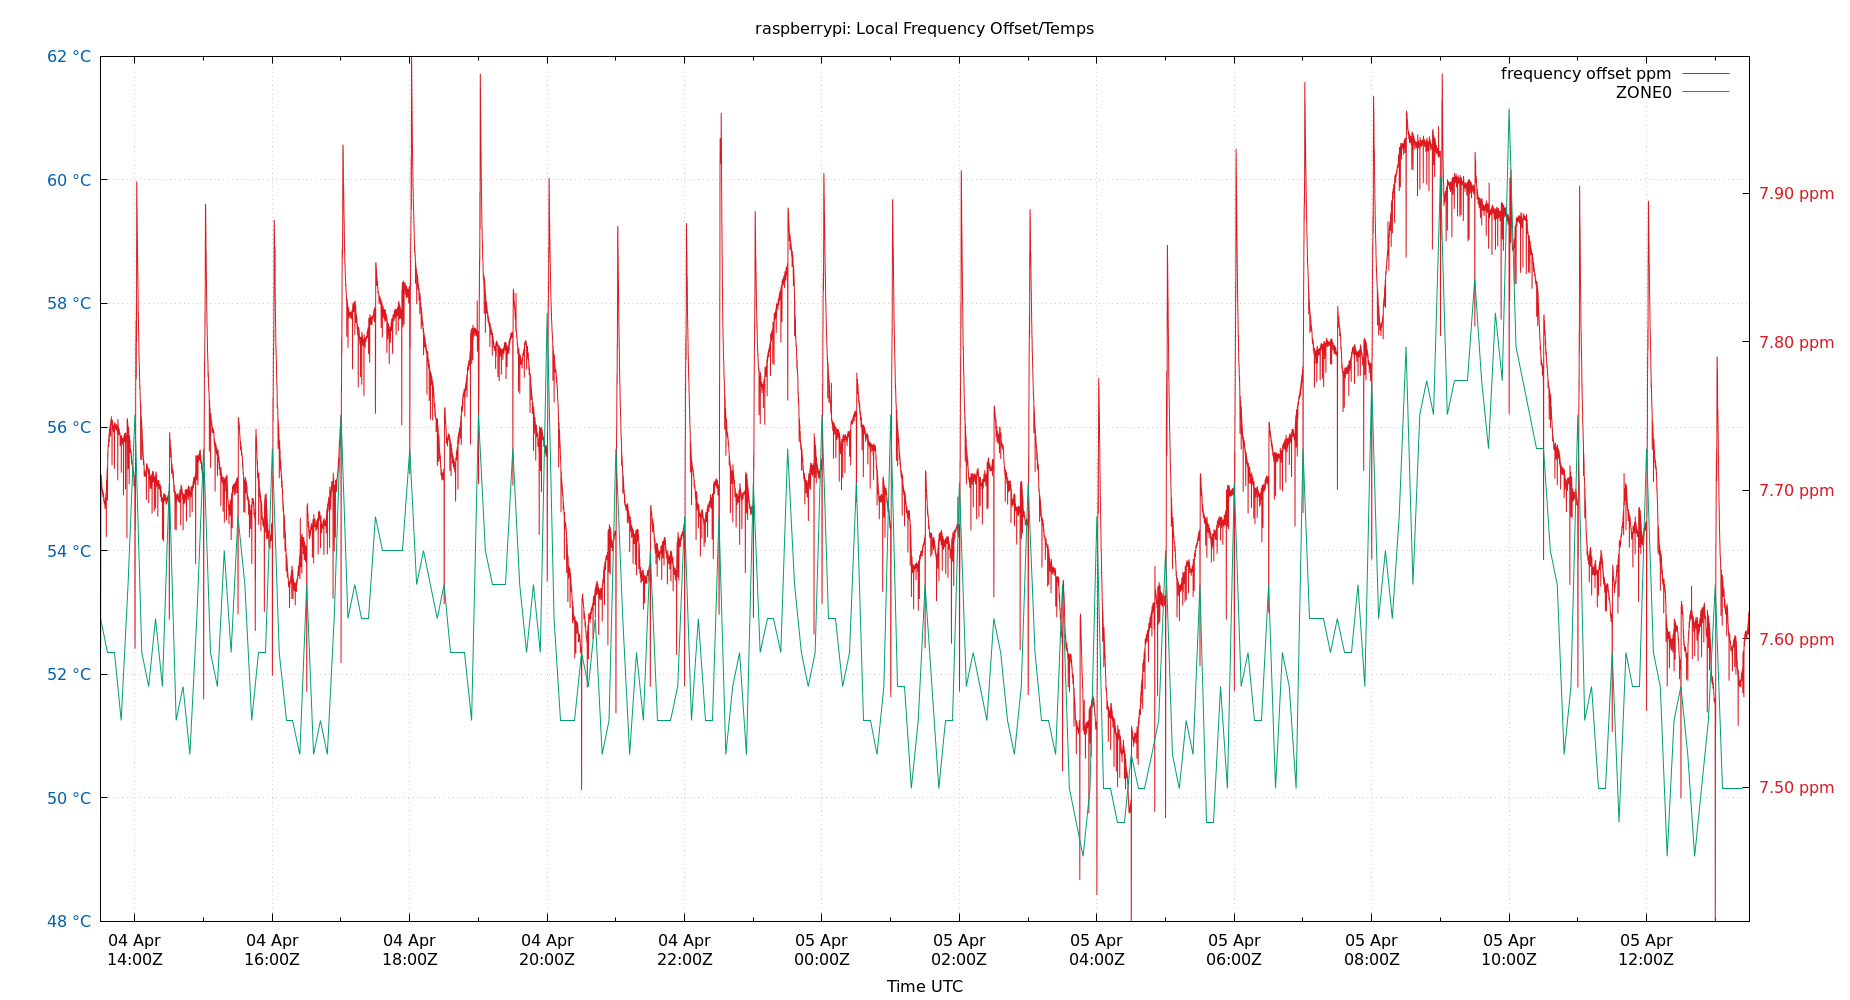 raspberrypi: Local Frequency Offset/Temps
62 °C
60 °C
58 °C
56 °C
54 °C
52 °C
50 °C
48 °C
frequency offset ppm
ZONE0
7.90 ppm
7.80 ppm
7.70 ppm
7.60 ppm
7.50 ppm
04 Apr 04 Apr 04 Apr 04 Apr 04 Apr 05 Apr 05 Apr 05 Apr 05 Apr 05 Apr 05 Apr 05 Apr
14:00Z 16:00Z 18:00Z 20:00Z 22:00Z 00:00Z 02:00Z 04:00Z 06:00Z 08:00Z 10:00Z 12:00Z
Time UTC